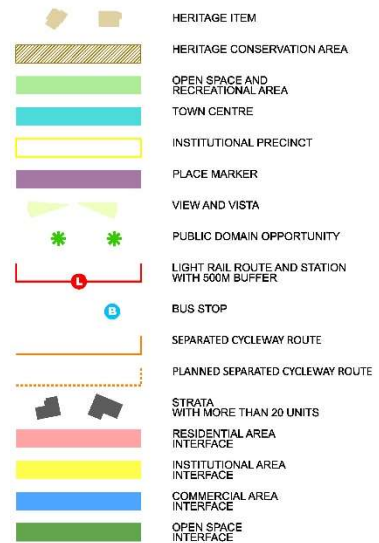 HERITAGE ITEM
HERITAGE CONSERVATION AREA
OPEN SPACE AND
RECREATIONAL AREA
TOWN CENTRE
INSTITUTIONAL PRECINCT
PLACE MARKER
VIEW AND VISTA
PUBLIC DOMAIN OPPORTUNITY
LIGHT RAIL ROUTE AND STATION
WITH 500M BUFFER
L
B
BUS STOP
SEPARATED CYCLEWAY ROUTE
PLANNED SEPARATED CYCLEWAY ROUTE
STRATA
WITH MORE THAN 20 UNITS
RESIDENTIAL AREA
INTERFACE
INSTITUTIONAL AREA
INTERFACE
COMMERCIAL AREA
INTERFACE
OPEN SPACE
INTERFACE